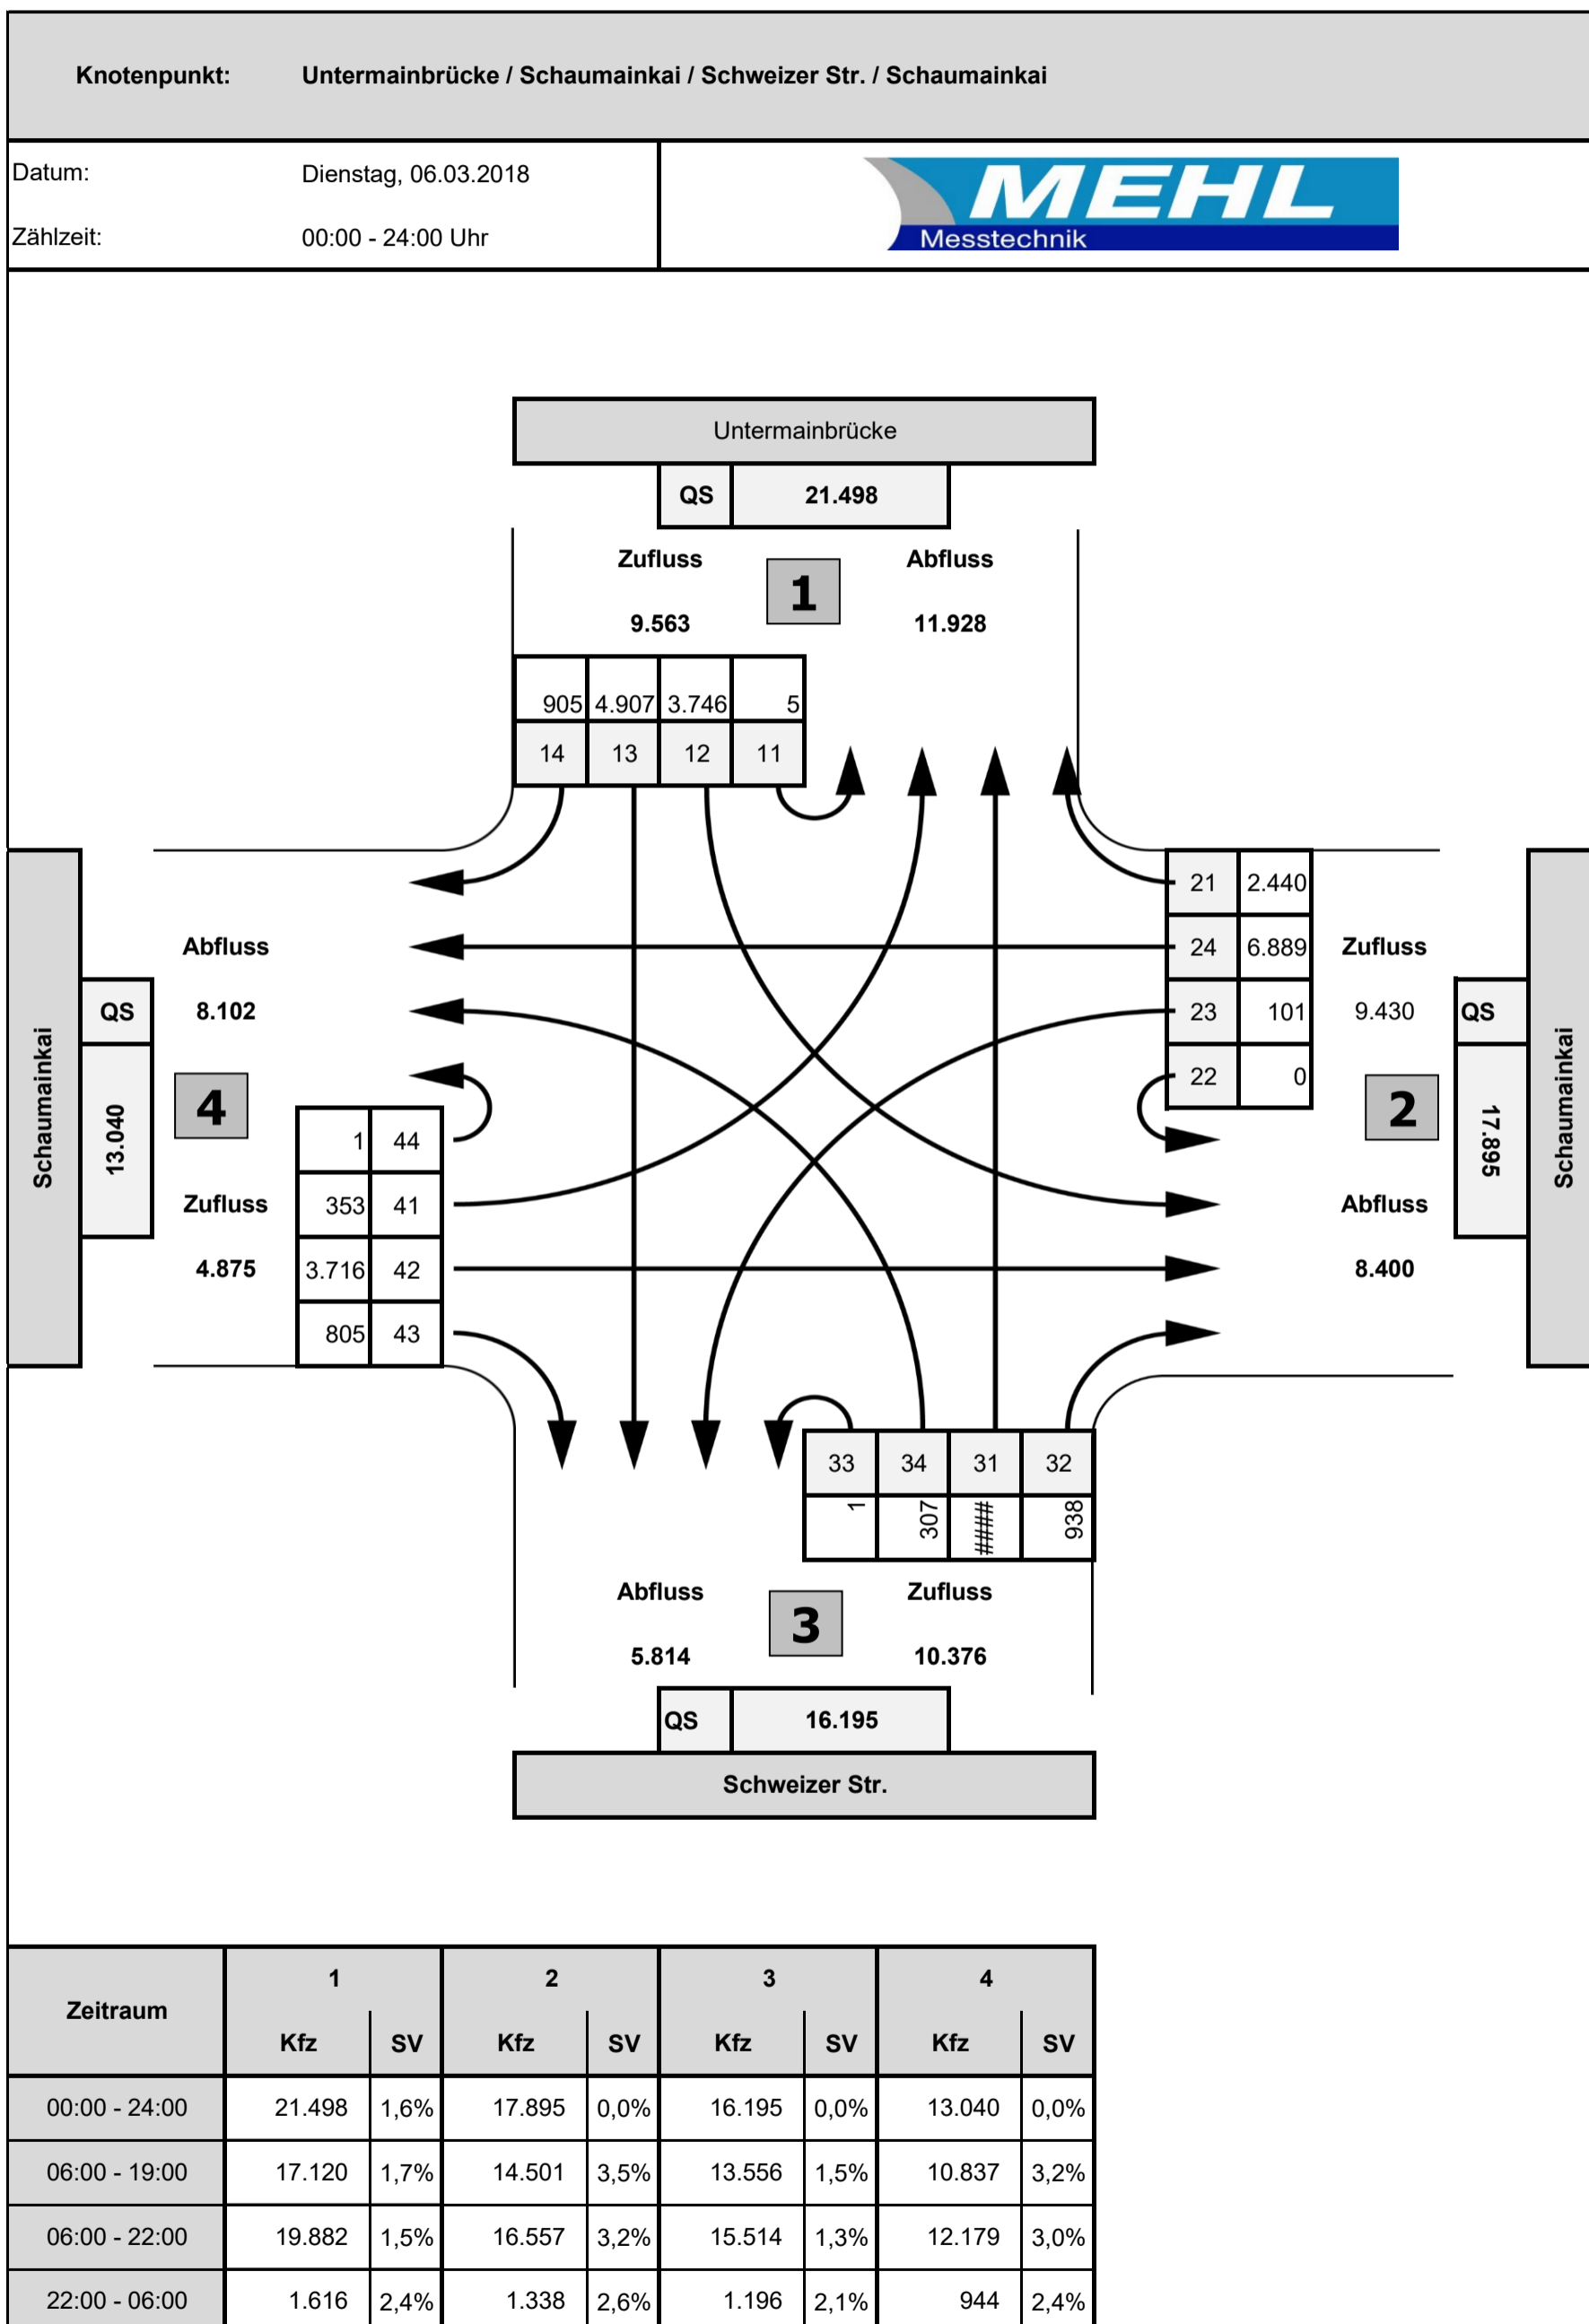 Knotenpunkt: Untermainbrücke / Schaumainkai / Schweizer Str. / Schaumainkai
Datum: Dienstag, 06.03.2018
Zählzeit: 00:00 - 24:00 Uhr
MEHL
Messtechnik
Untermainbrücke
QS 21.498
Zufluss 1 Abfluss
9.563 11.928
905 4.907 3.746 5
14 13 12 11
21 2.440
24 6.889
23 101
22 0
Zufluss
9.430
2
Abfluss
8.400
QS
17.895
Schaumainkai
Schaumainkai
QS
13.040
Abfluss
8.102
4
Zufluss
4.875
1 44
353 41
3.716 42
805 43
33 34 31 32
1 307 #### 938
Abfluss 3 Zufluss
5.814 10.376
QS 16.195
Schweizer Str.
Zeitraum 1 2 3 4
Kfz SV Kfz SV Kfz SV Kfz SV
00:00 - 24:00 21.498 1,6% 17.895 0,0% 16.195 0,0% 13.040 0,0%
06:00 - 19:00 17.120 1,7% 14.501 3,5% 13.556 1,5% 10.837 3,2%
06:00 - 22:00 19.882 1,5% 16.557 3,2% 15.514 1,3% 12.179 3,0%
22:00 - 06:00 1.616 2,4% 1.338 2,6% 1.196 2,1% 944 2,4%